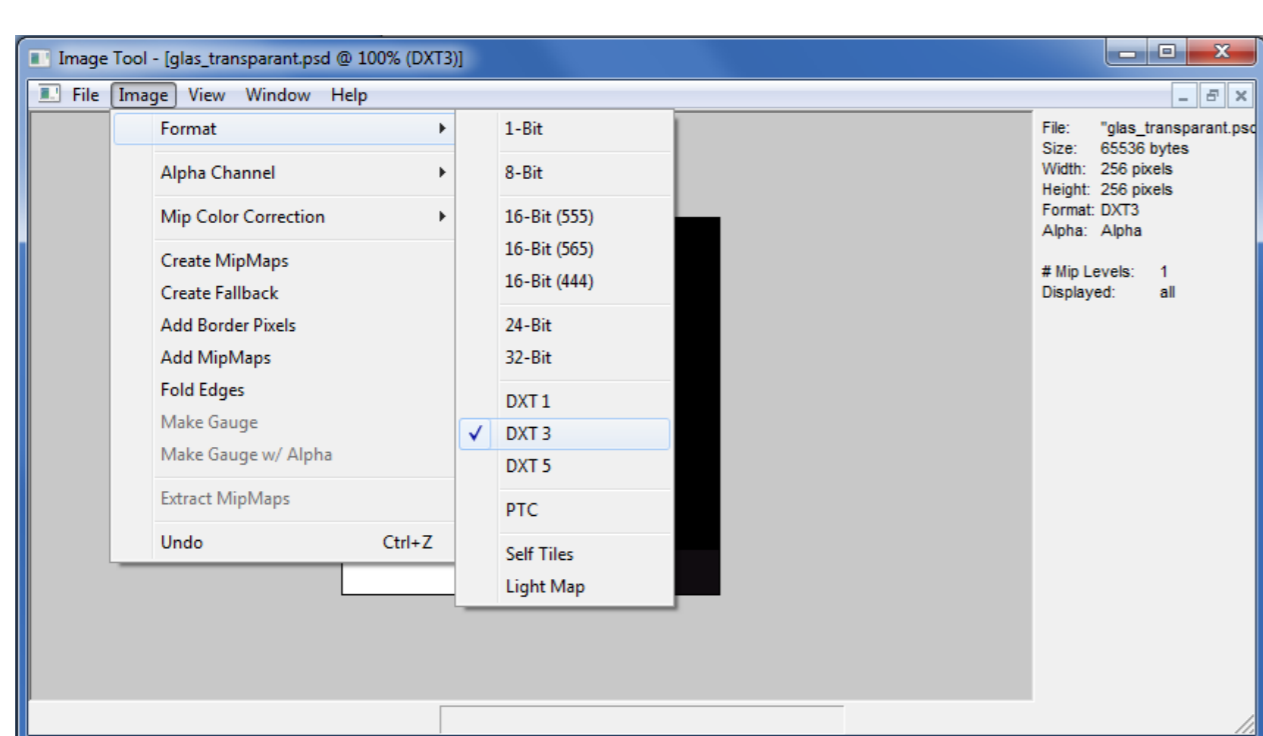 Image Tool - [glas_transparant.psd @ 100% (DXT3)]
File Image View Window Help
Format
Alpha Channel
Mip Color Correction
Create MipMaps
Create Fallback
Add Border Pixels
Add MipMaps
Fold Edges
Make Gauge
Make Gauge w/ Alpha
Extract MipMaps
Undo Ctrl+Z
1-Bit
8-Bit
16-Bit (555)
16-Bit (565)
16-Bit (444)
24-Bit
32-Bit
DXT 1
DXT 3
DXT 5
PTC
Self Tiles
Light Map
File: "glas_transparant.psd
Size: 65536 bytes
Width: 256 pixels
Height: 256 pixels
Format: DXT3
Alpha: Alpha
# Mip Levels: 1
Displayed: all